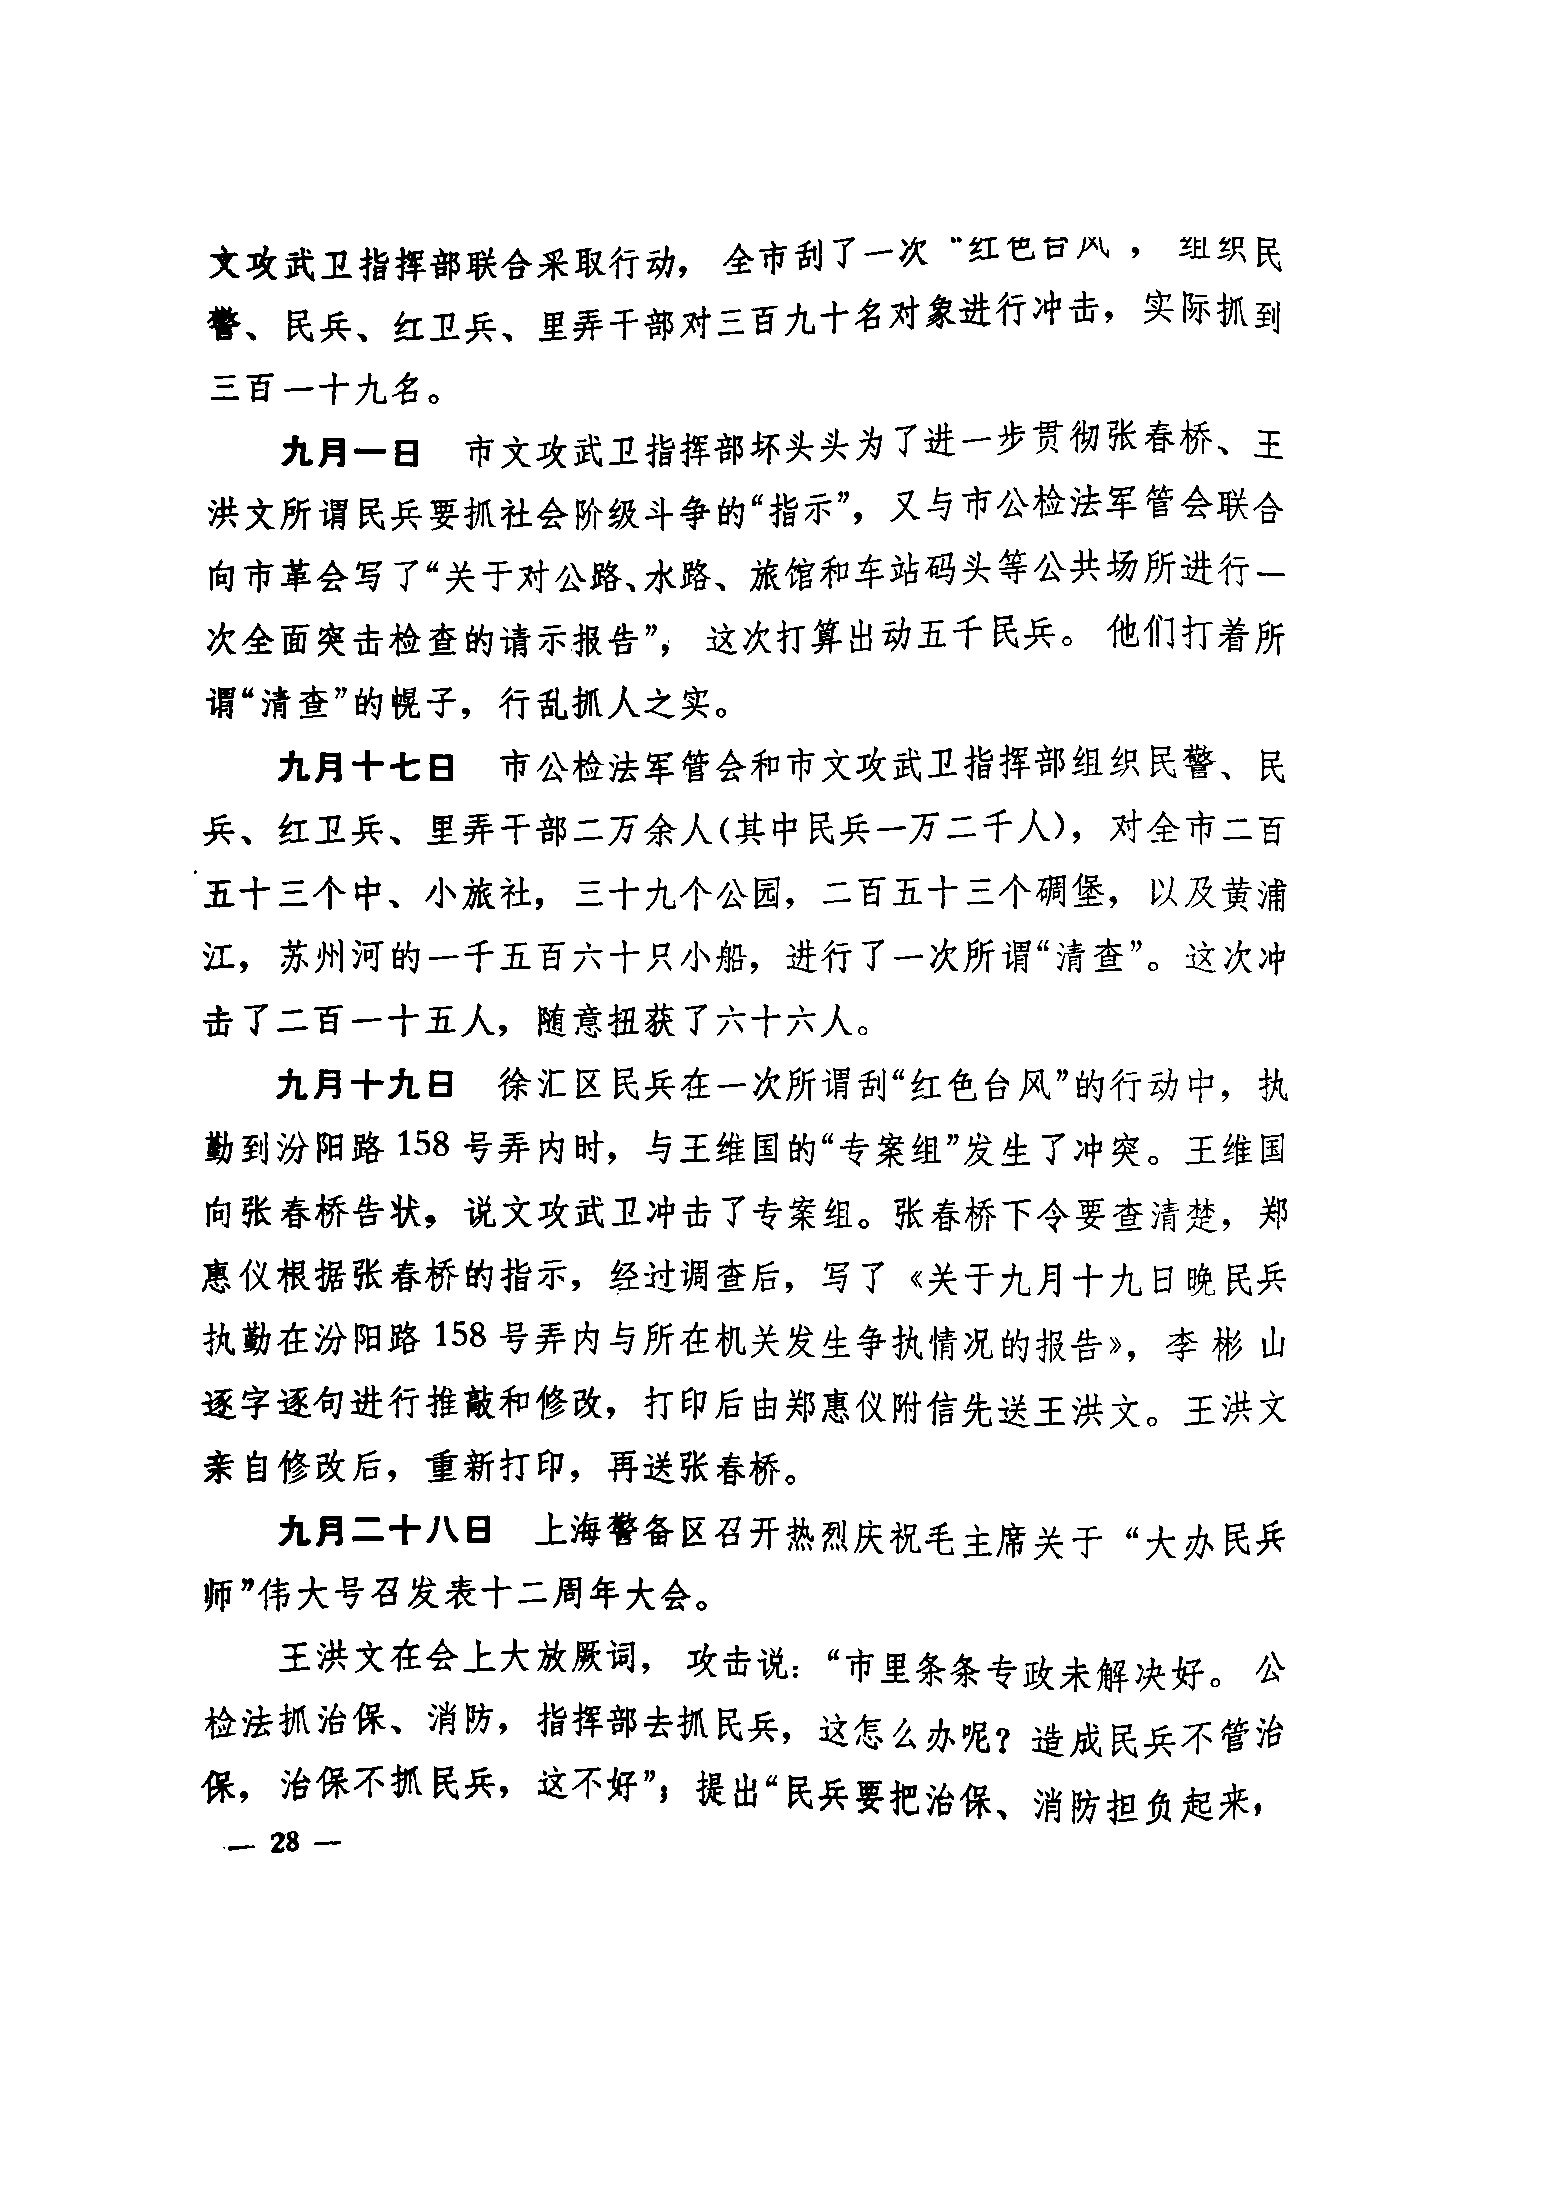 文攻武卫指挥部联合采取行动，全市刮了一次“红色台风，组织民
警、民兵、红卫兵、里弄干部对三百九十名对象进行冲击，实际抓到
三百一十九名。
九月一日　市文攻武卫指挥部坏头头为了进一步贯彻张春桥、王
洪文所谓民兵要抓社会阶级斗争的“指示”，又与市公检法军管会联合
向市革会写了“关于对公路、水路、旅馆和车站码头等公共场所进行一
次全面突击检查的请示报告”，这次打算出动五千民兵。他们打着所
谓“清查”的幌子，行乱抓人之实。
九月十七日　市公检法军管会和市文攻武卫指挥部组织民警、民
兵、红卫兵、里弄干部二万余人(其中民兵一万二千人)，对全市二百
五十三个中、小旅社，三十九个公园，二百五十三个碉堡，以及黄浦
江，苏州河的一千五百六十只小船，进行了一次所谓“清查”。这次冲
击了二百一十五人，随意扭获了六十六人。
九月十九日　徐汇区民兵在一次所谓刮“红色台风”的行动中，执
勤到汾阳路158号弄内时，与王维国的“专案组”发生了冲突。王维国
向张春桥告状，说文攻武卫冲击了专案组。张春桥下令要查清楚，郑
惠仪根据张春桥的指示，经过调查后，写了《关于九月十九日晚民兵
执勤在汾阳路158号弄内与所在机关发生争执情况的报告》，李彬山
逐字逐句进行推敲和修改，打印后由郑惠仪附信先送王洪文。王洪文
亲自修改后，重新打印，再送张春桥。
九月二十八日　上海警备区召开热烈庆祝毛主席关于“大办民兵
师”伟大号召发表十二周年大会。
王洪文在会上大放厥词，攻击说：“市里条条专政未解决好。公
检法抓治保、消防，指挥部去抓民兵，这怎么办呢？造成民兵不管治
保，治保不抓民兵，这不好”；提出“民兵要把治保、消防担负起来，
— 28 —